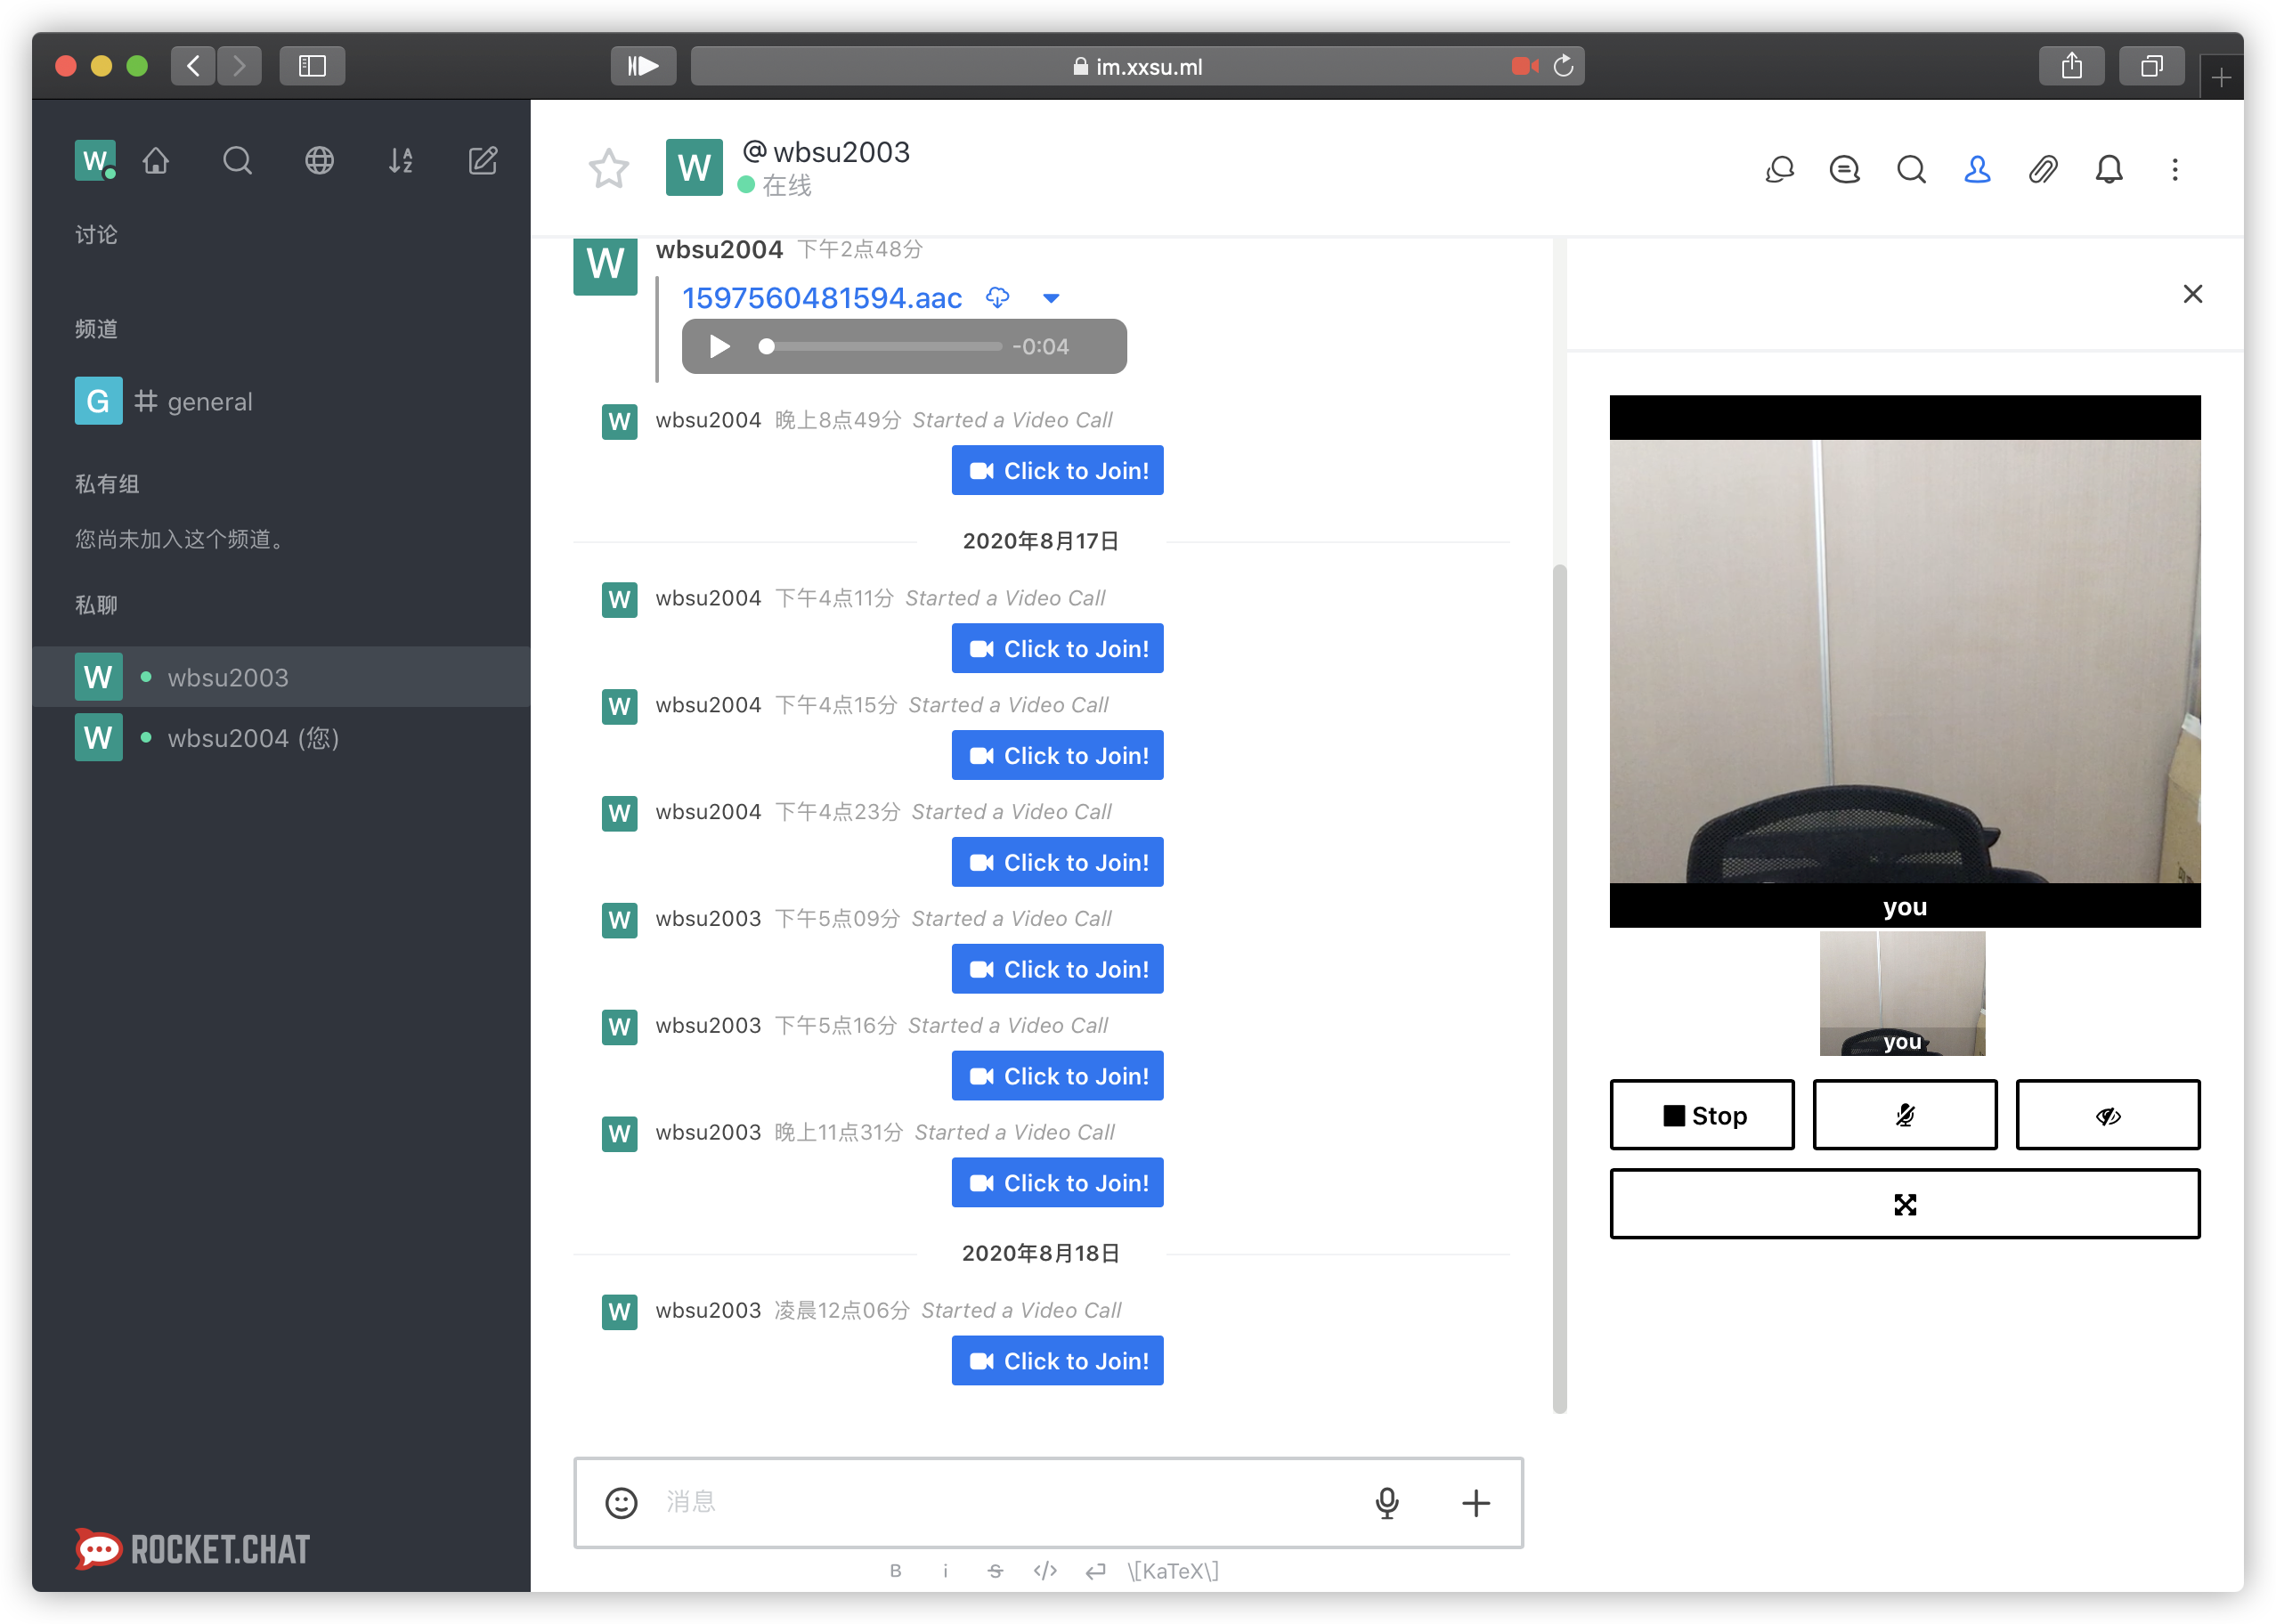 im.xxsu.ml
W
讨论
频道
G # general
私有组
您尚未加入这个频道。
私聊
W wbsu2003
W wbsu2004 (您)
ROCKET.CHAT
W @wbsu2003
在线
W wbsu2004 下午2点48分
1597560481594.aac
-0:04
W wbsu2004 晚上8点49分 Started a Video Call
Click to Join!
2020年8月17日
W wbsu2004 下午4点11分 Started a Video Call
Click to Join!
W wbsu2004 下午4点15分 Started a Video Call
Click to Join!
W wbsu2004 下午4点23分 Started a Video Call
Click to Join!
W wbsu2003 下午5点09分 Started a Video Call
Click to Join!
W wbsu2003 下午5点16分 Started a Video Call
Click to Join!
W wbsu2003 晚上11点31分 Started a Video Call
Click to Join!
2020年8月18日
W wbsu2003 凌晨12点06分 Started a Video Call
Click to Join!
消息
B i S </> \[KaTeX\]
you
you
Stop